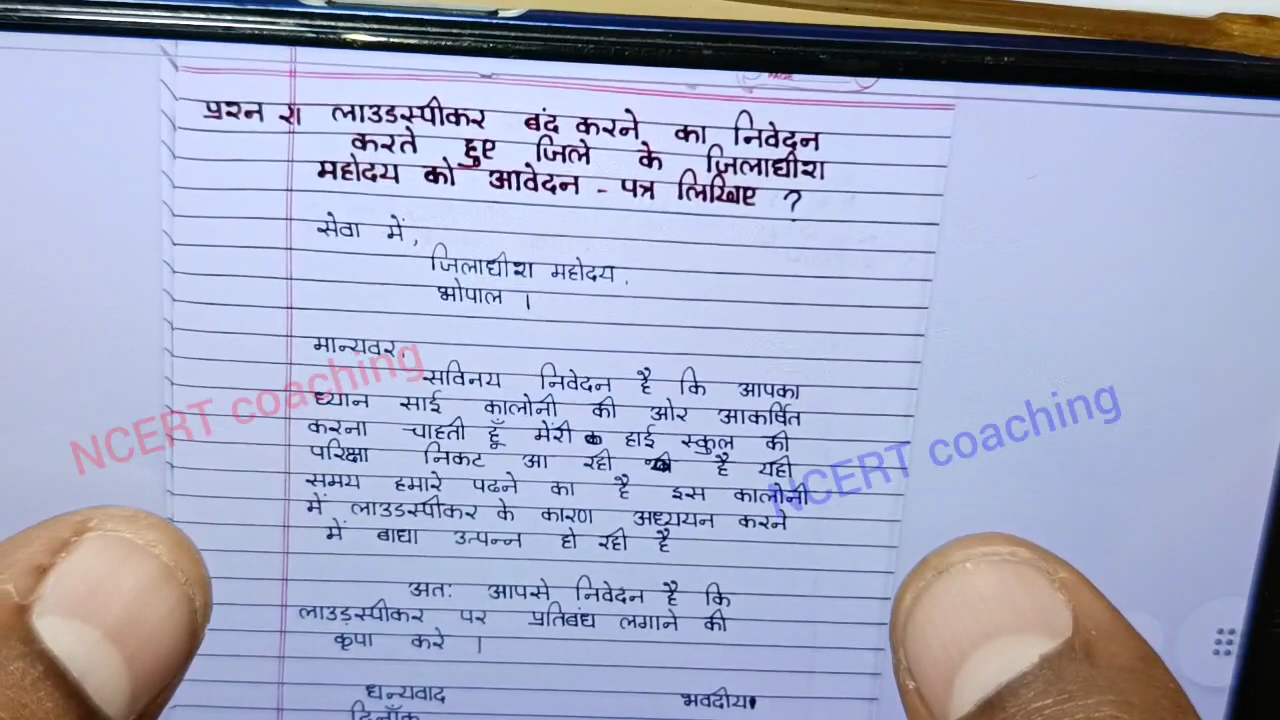 प्रश्न २। लाउडस्पीकर बंद करने का निवेदन
करते हुए जिले के जिलाधीश
महोदय को आवेदन - पत्र लिखिए ?
सेवा में,
जिलाधीश महोदय.
भोपाल ।
मान्यवर,
सविनय निवेदन है कि आपका
ध्यान साई कालोनी की ओर आकर्षित
करना चाहती हूँ मेंरी हाई स्कुल की
परिक्षा निकट आ रही है यही
समय हमारे पढने का है इस कालोनी
में लाउडस्पीकर के कारण अध्ययन करने
में बाधा उत्पन्न हो रही है
अतः आपसे निवेदन है कि
लाउड़स्पीकर पर प्रतिबंध लगाने की
कृपा करे ।
धन्यवाद भवदीय
दिनाँक
NCERT coaching
NCERT coaching